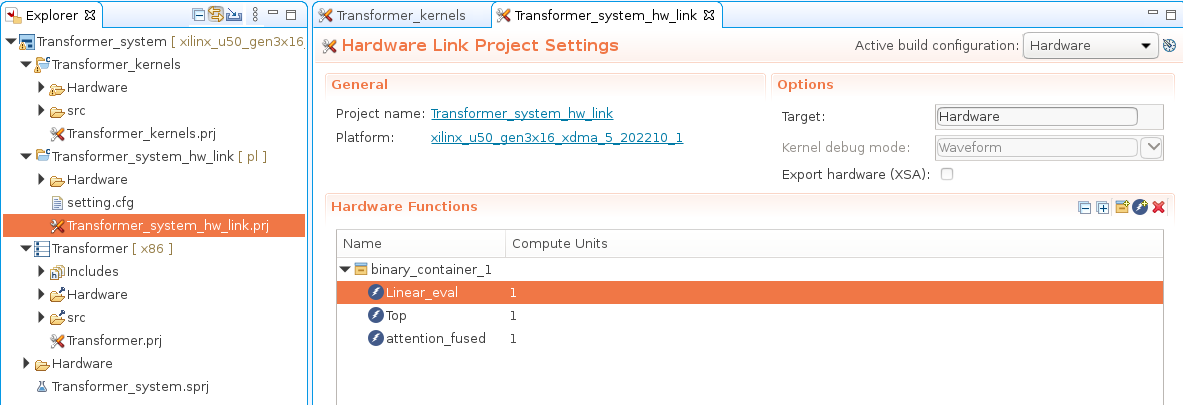 Explorer
Transformer_system [ xilinx_u50_gen3x16_
Transformer_kernels
Hardware
src
Transformer_kernels.prj
Transformer_system_hw_link [ pl ]
Hardware
setting.cfg
Transformer_system_hw_link.prj
Transformer [ x86 ]
Includes
Hardware
src
Transformer.prj
Hardware
Transformer_system.sprj
Transformer_kernels
Transformer_system_hw_link
Hardware Link Project Settings
Active build configuration: Hardware
General
Project name: Transformer_system_hw_link
Platform: xilinx_u50_gen3x16_xdma_5_202210_1
Options
Target: Hardware
Kernel debug mode: Waveform
Export hardware (XSA):
Hardware Functions
Name Compute Units
binary_container_1
Linear_eval 1
Top 1
attention_fused 1